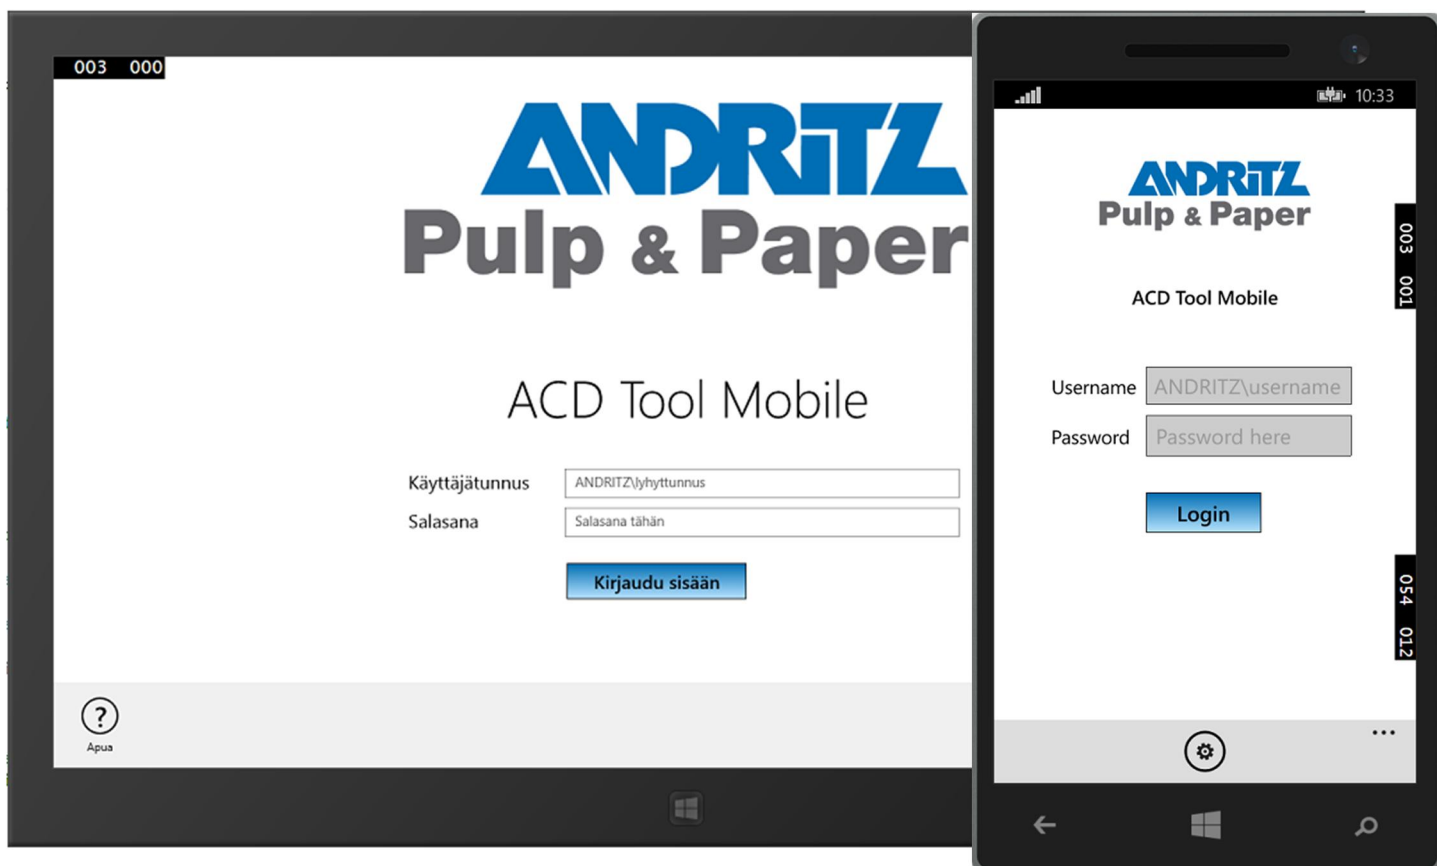 003 000
ANDRITZ
Pulp & Paper
ACD Tool Mobile
Käyttäjätunnus ANDRITZ\lyhyttunnus
Salasana Salasana tähän
Kirjaudu sisään
? Apua
10:33
ANDRITZ
Pulp & Paper
003 001
ACD Tool Mobile
Username ANDRITZ\username
Password Password here
Login
054 012